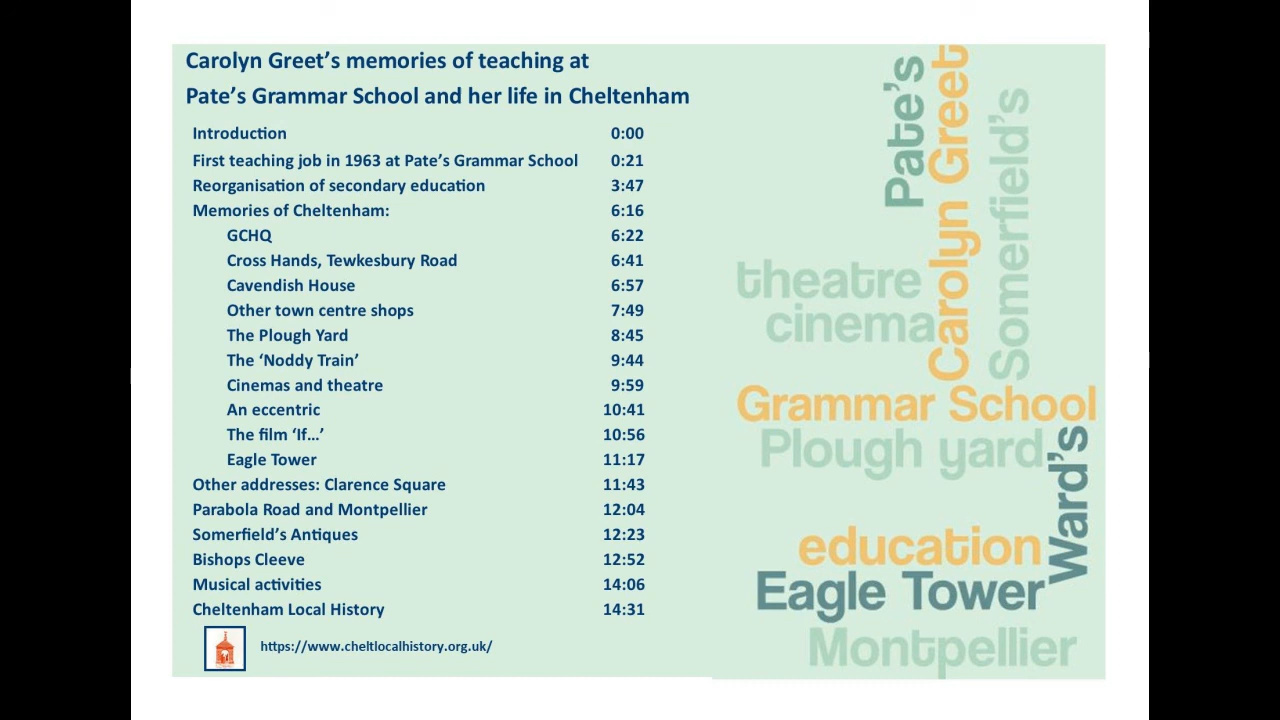 Carolyn Greet’s memories of teaching at
Pate’s Grammar School and her life in Cheltenham
Introduction 0:00
First teaching job in 1963 at Pate’s Grammar School 0:21
Reorganisation of secondary education 3:47
Memories of Cheltenham: 6:16
GCHQ 6:22
Cross Hands, Tewkesbury Road 6:41
Cavendish House 6:57
Other town centre shops 7:49
The Plough Yard 8:45
The ‘Noddy Train’ 9:44
Cinemas and theatre 9:59
An eccentric 10:41
The film ‘If…’ 10:56
Eagle Tower 11:17
Other addresses: Clarence Square 11:43
Parabola Road and Montpellier 12:04
Somerfield’s Antiques 12:23
Bishops Cleeve 12:52
Musical activities 14:06
Cheltenham Local History 14:31
https://www.cheltlocalhistory.org.uk/
Pate’s
Carolyn Greet
Somerfield’s
theatre
cinema
Grammar School
Plough yard
Ward’s
education
Eagle Tower
Montpellier